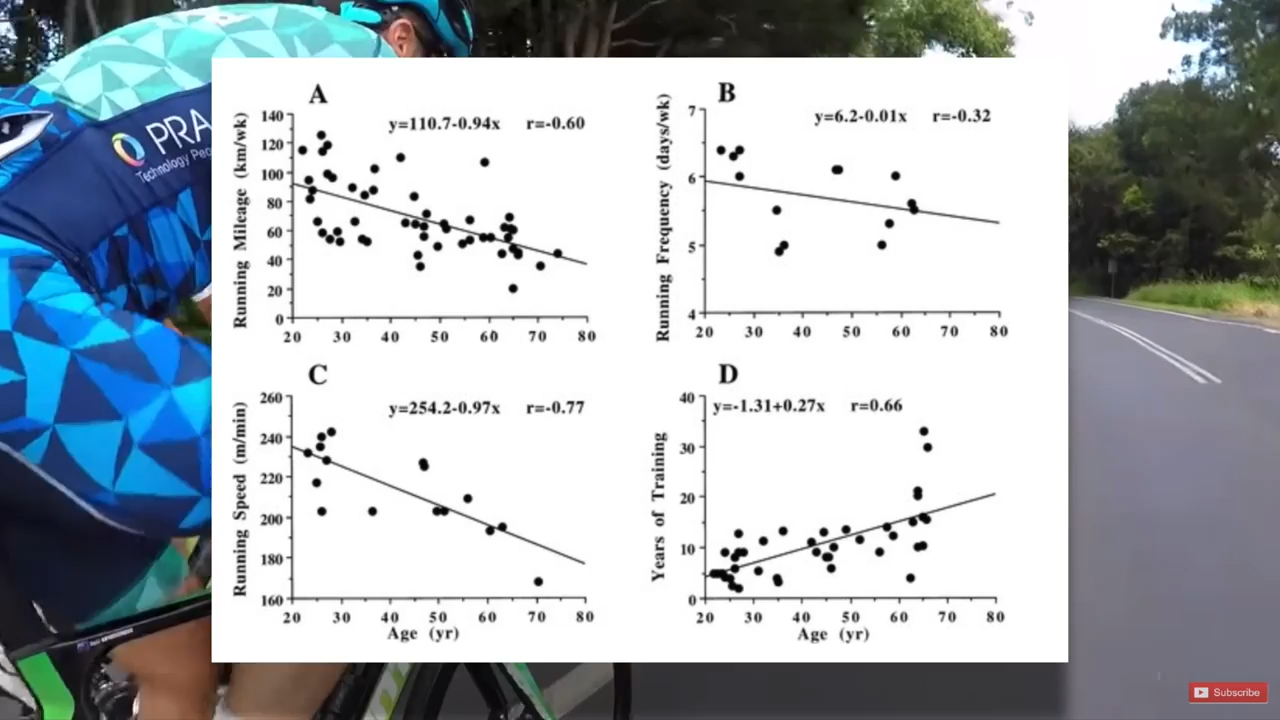 PRA
Technology Peo
A
y=110.7-0.94x r=-0.60
Running Mileage (km/wk)
140
120
100
80
60
40
20
0
20 30 40 50 60 70 80
B
y=6.2-0.01x r=-0.32
Running Frequency (days/wk)
7
6
5
4
20 30 40 50 60 70 80
C
y=254.2-0.97x r=-0.77
Running Speed (m/min)
260
240
220
200
180
160
20 30 40 50 60 70 80
Age (yr)
D
y=-1.31+0.27x r=0.66
Years of Training
40
30
20
10
0
20 30 40 50 60 70 80
Age (yr)
Subscribe